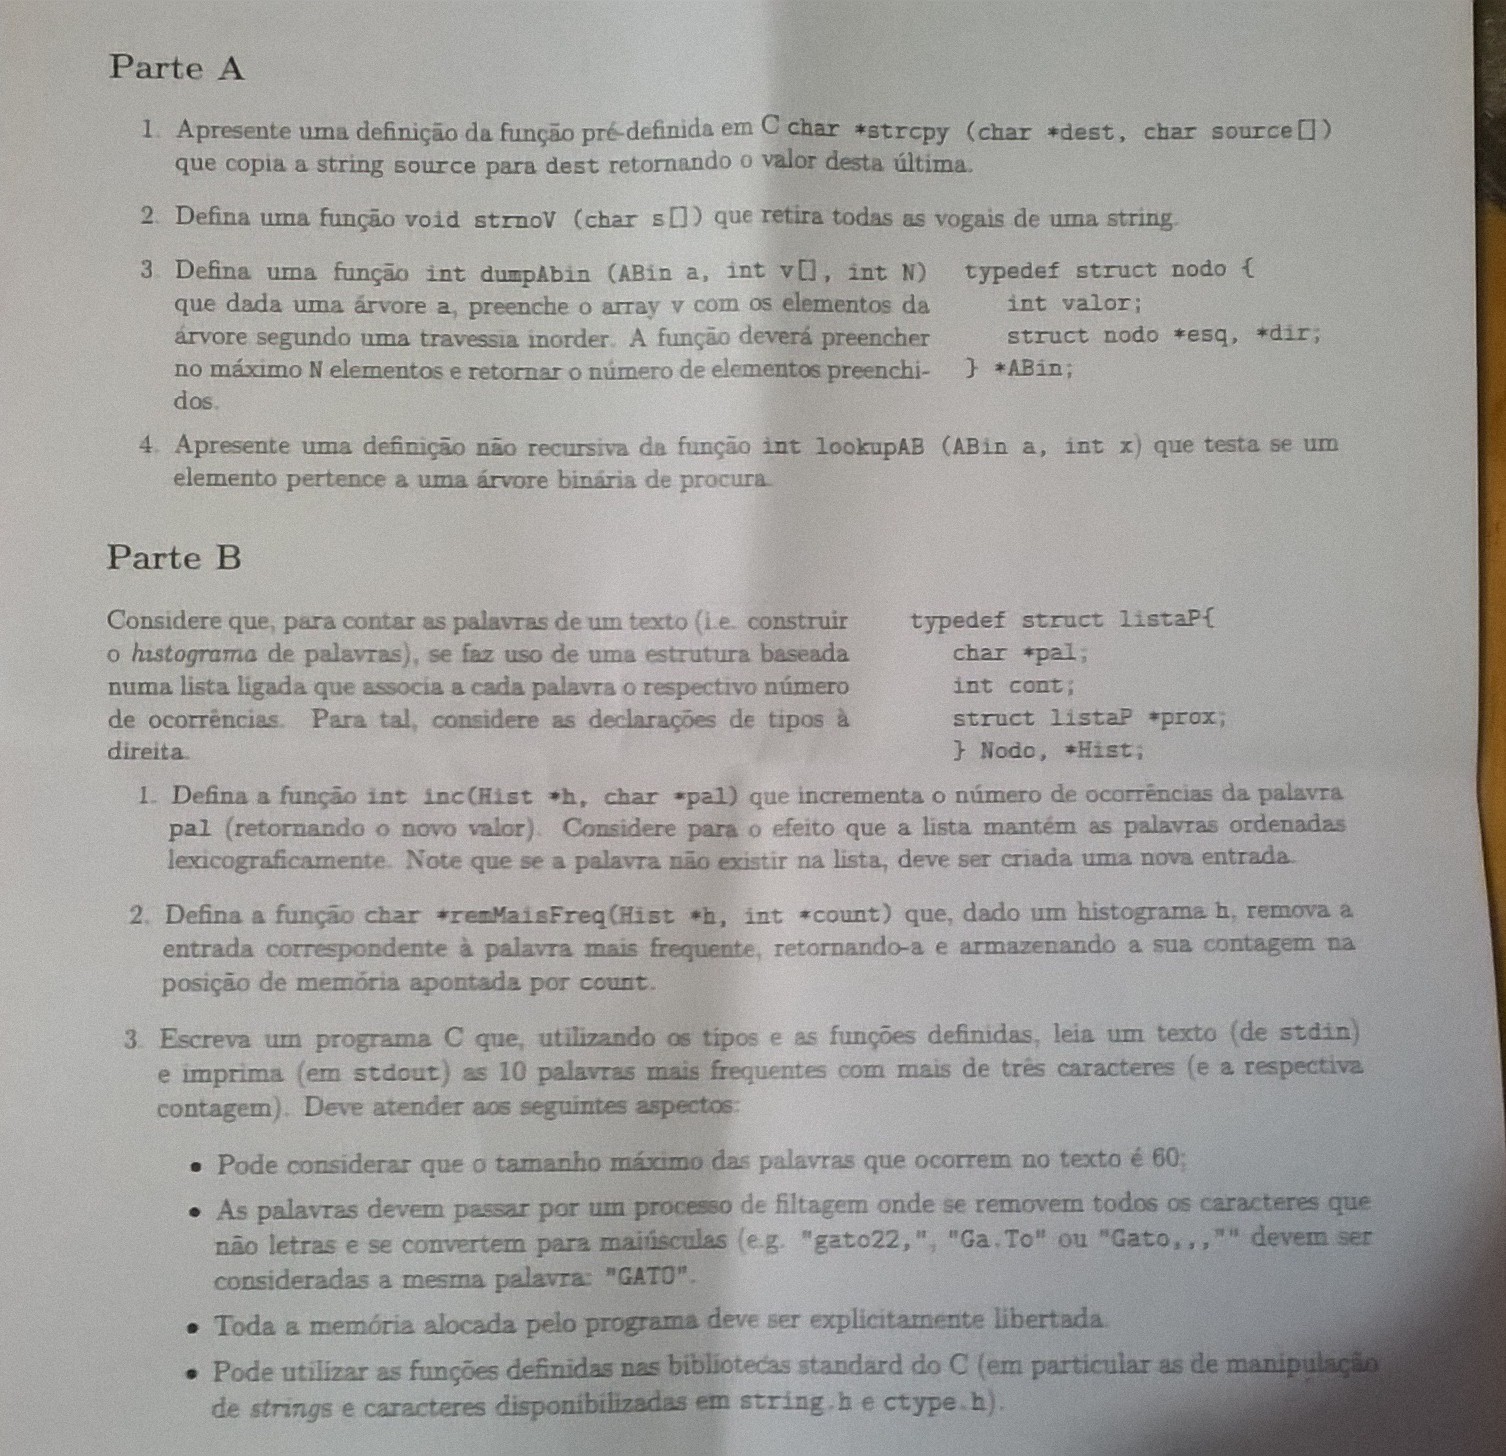 Parte A
1. Apresente uma definição da função pré-definida em C char *strcpy (char *dest, char source[])
que copia a string source para dest retornando o valor desta última.
2. Defina uma função void strnoV (char s[]) que retira todas as vogais de uma string.
3. Defina uma função int dumpAbin (ABin a, int v[], int N)
que dada uma árvore a, preenche o array v com os elementos da
árvore segundo uma travessia inorder. A função deverá preencher
no máximo N elementos e retornar o número de elementos preenchi-
dos.
typedef struct nodo {
int valor;
struct nodo *esq, *dir;
} *ABin;
4. Apresente uma definição não recursiva da função int lookupAB (ABin a, int x) que testa se um
elemento pertence a uma árvore binária de procura.
Parte B
Considere que, para contar as palavras de um texto (i.e. construir
o histograma de palavras), se faz uso de uma estrutura baseada
numa lista ligada que associa a cada palavra o respectivo número
de ocorrências. Para tal, considere as declarações de tipos à
direita.
typedef struct listaP{
char *pal;
int cont;
struct listaP *prox;
} Nodo, *Hist;
1. Defina a função int inc(Hist *h, char *pal) que incrementa o número de ocorrências da palavra
pal (retornando o novo valor). Considere para o efeito que a lista mantém as palavras ordenadas
lexicograficamente. Note que se a palavra não existir na lista, deve ser criada uma nova entrada.
2. Defina a função char *remMaisFreq(Hist *h, int *count) que, dado um histograma h, remova a
entrada correspondente à palavra mais frequente, retornando-a e armazenando a sua contagem na
posição de memória apontada por count.
3. Escreva um programa C que, utilizando os tipos e as funções definidas, leia um texto (de stdin)
e imprima (em stdout) as 10 palavras mais frequentes com mais de três caracteres (e a respectiva
contagem). Deve atender aos seguintes aspectos:
• Pode considerar que o tamanho máximo das palavras que ocorrem no texto é 60;
• As palavras devem passar por um processo de filtagem onde se removem todos os caracteres que
não letras e se convertem para maiúsculas (e.g. "gato22,", "Ga.To" ou "Gato,,,"" devem ser
consideradas a mesma palavra: "GATO".
• Toda a memória alocada pelo programa deve ser explicitamente libertada.
• Pode utilizar as funções definidas nas bibliotecas standard do C (em particular as de manipulação
de strings e caracteres disponibilizadas em string.h e ctype.h).